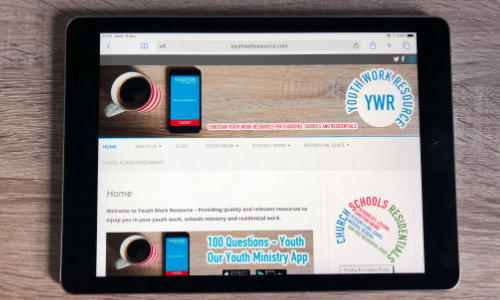 11:41 Wed 13 Nov
AA
youthworkresource.com
YOUTH WORK RESOURCE
YWR
CHRISTIAN YOUTH WORK RESOURCES FOR CHURCHES, SCHOOLS AND RESIDENTIALS
HOME ABOUT US BLOG YOUTH WORK SCHOOLS WORK RESIDENTIAL GUIDE
USEFUL FORMS/DOCUMENTS
Home
Welcome to Youth Work Resource – Providing quality and relevant resources to
equip you in your youth work, schools ministry and residential work.
100 Questions – Youth
Our Youth Ministry App
CHURCH SCHOOLS RESIDENTIALS
Privacy & Cookies Policy